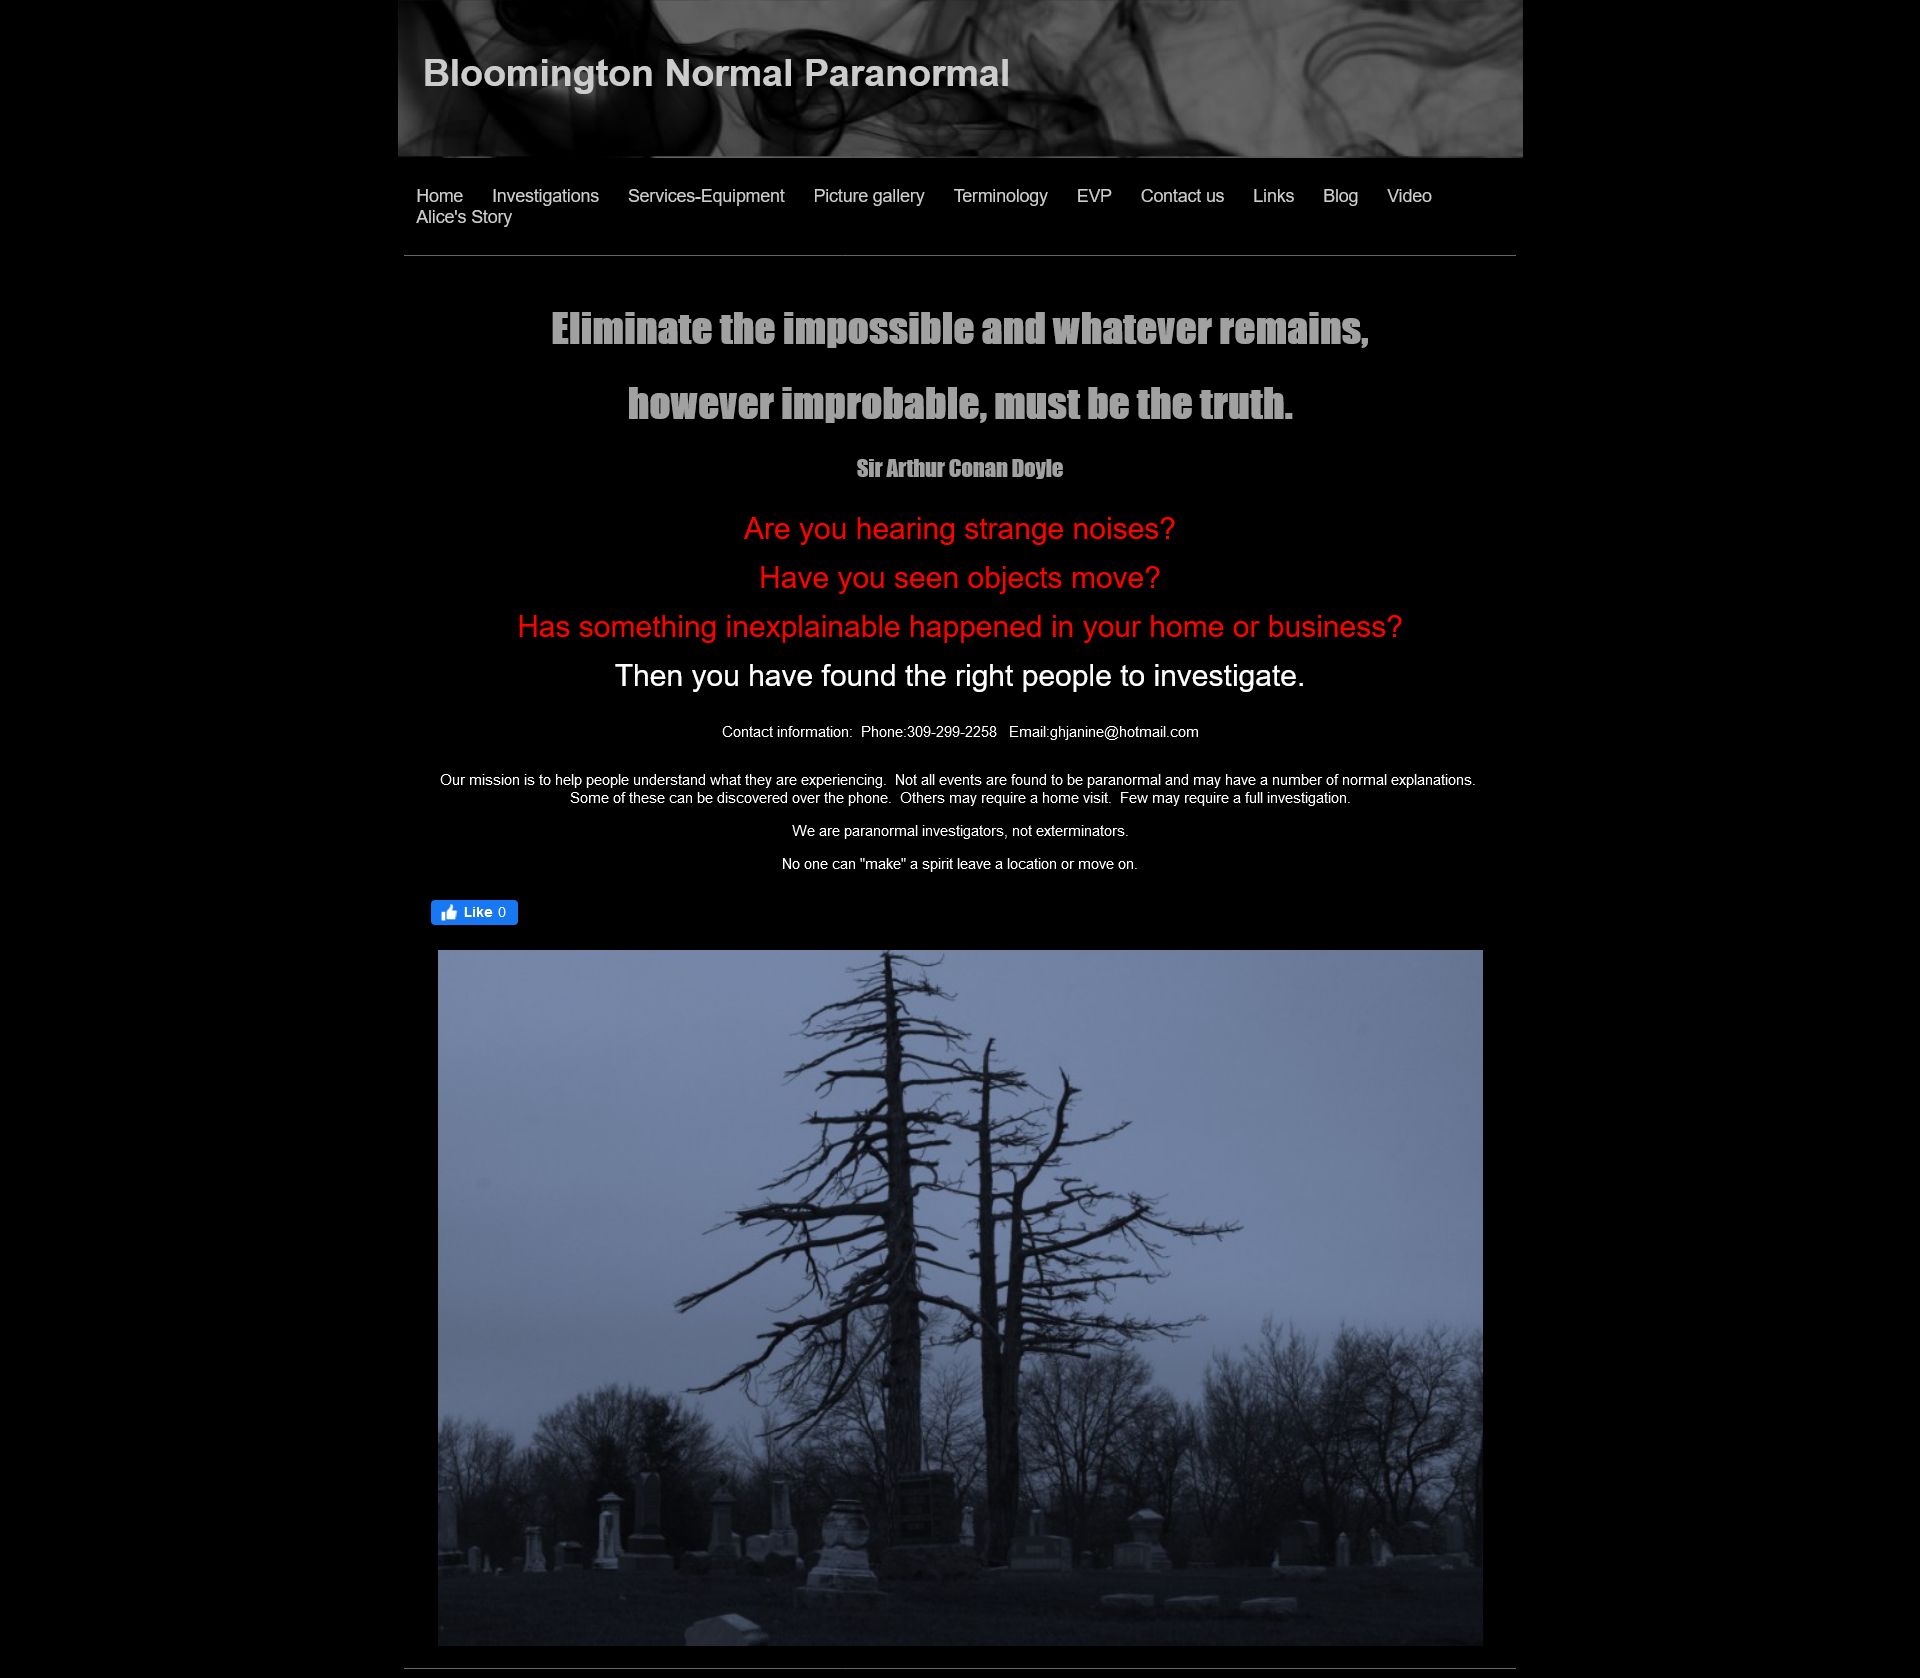 Bloomington Normal Paranormal
Home Investigations Services-Equipment Picture gallery Terminology EVP Contact us Links Blog Video
Alice's Story
Eliminate the impossible and whatever remains,
however improbable, must be the truth.
Sir Arthur Conan Doyle
Are you hearing strange noises?
Have you seen objects move?
Has something inexplainable happened in your home or business?
Then you have found the right people to investigate.
Contact information:  Phone:309-299-2258   Email:ghjanine@hotmail.com
Our mission is to help people understand what they are experiencing.  Not all events are found to be paranormal and may have a number of normal explanations.
Some of these can be discovered over the phone.  Others may require a home visit.  Few may require a full investigation.
We are paranormal investigators, not exterminators.
No one can "make" a spirit leave a location or move on.
Like 0